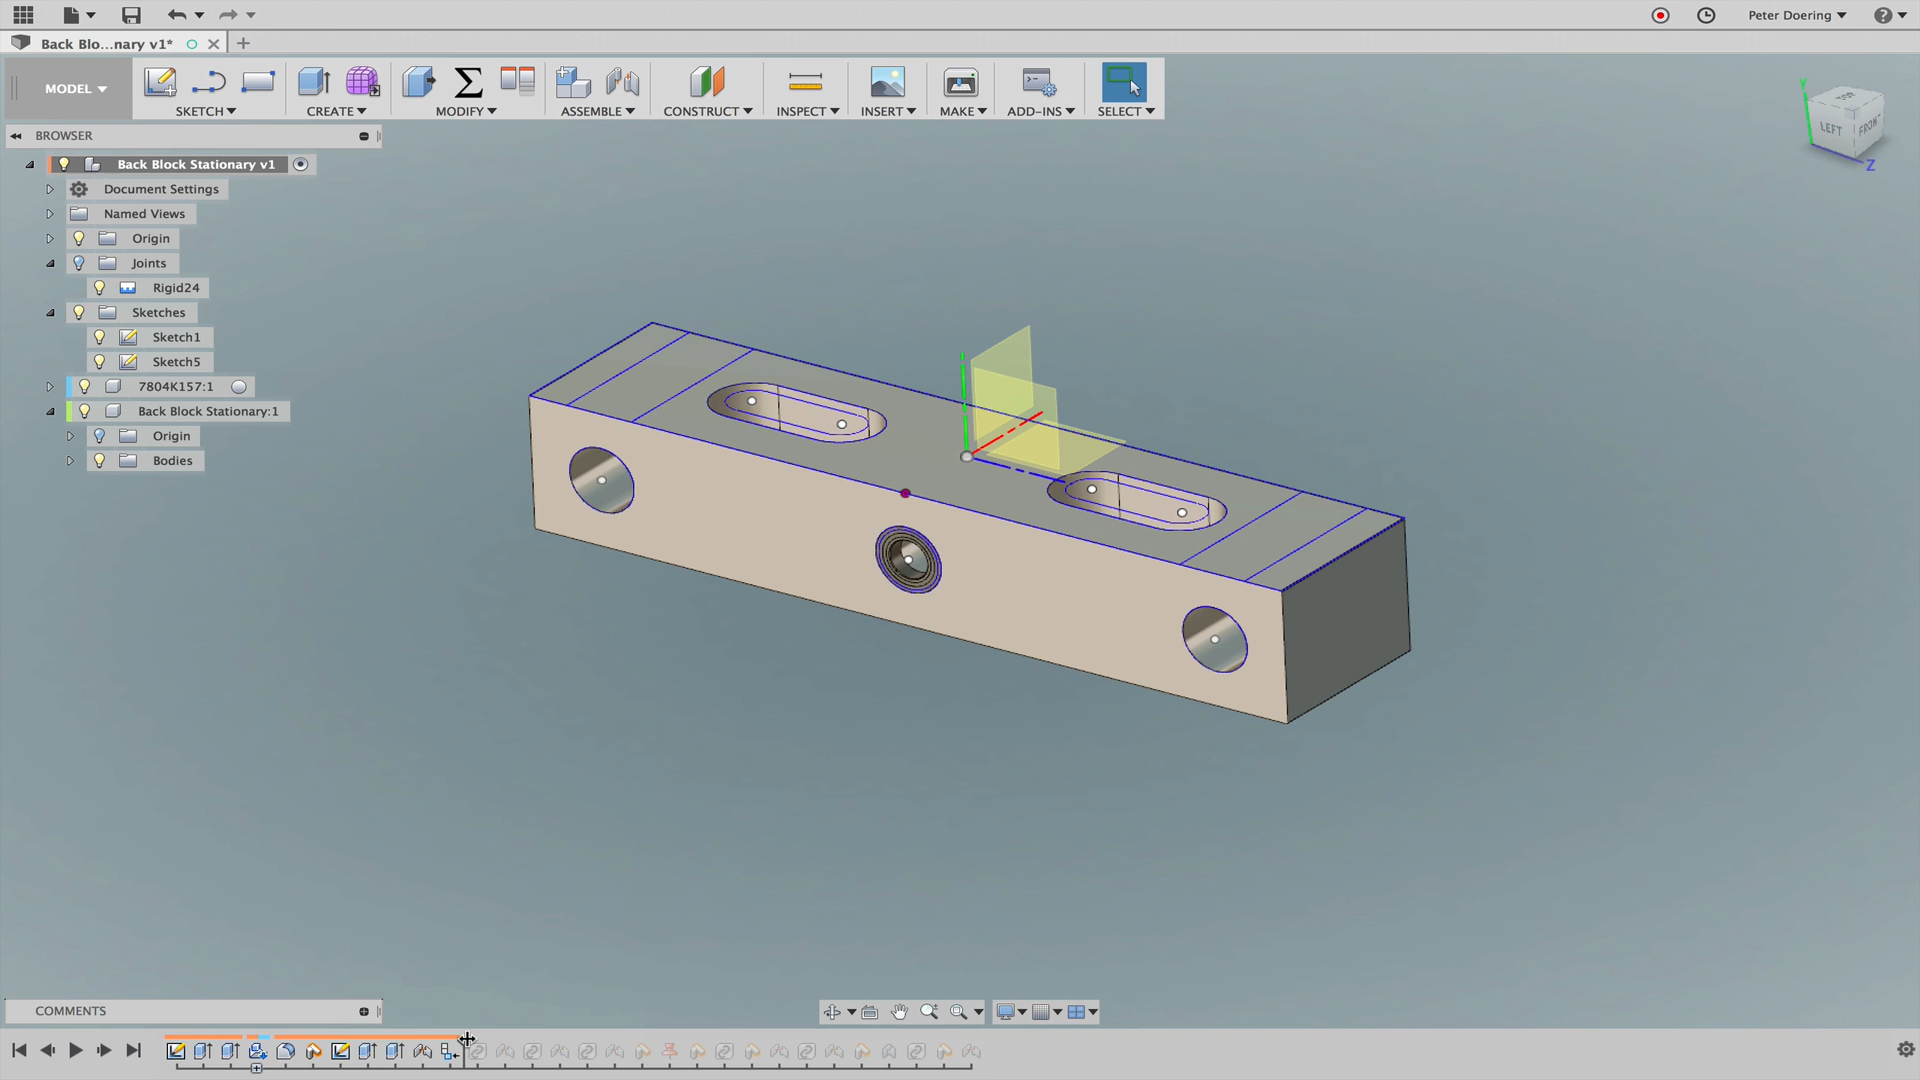 Peter Doering
Back Blo...nary v1*
MODEL
SKETCH
CREATE
MODIFY
ASSEMBLE
CONSTRUCT
INSPECT
INSERT
MAKE
ADD-INS
SELECT
Y
TOP
LEFT
FRONT
Z
BROWSER
Back Block Stationary v1
Document Settings
Named Views
Origin
Joints
Rigid24
Sketches
Sketch1
Sketch5
7804K157:1
Back Block Stationary:1
Origin
Bodies
COMMENTS